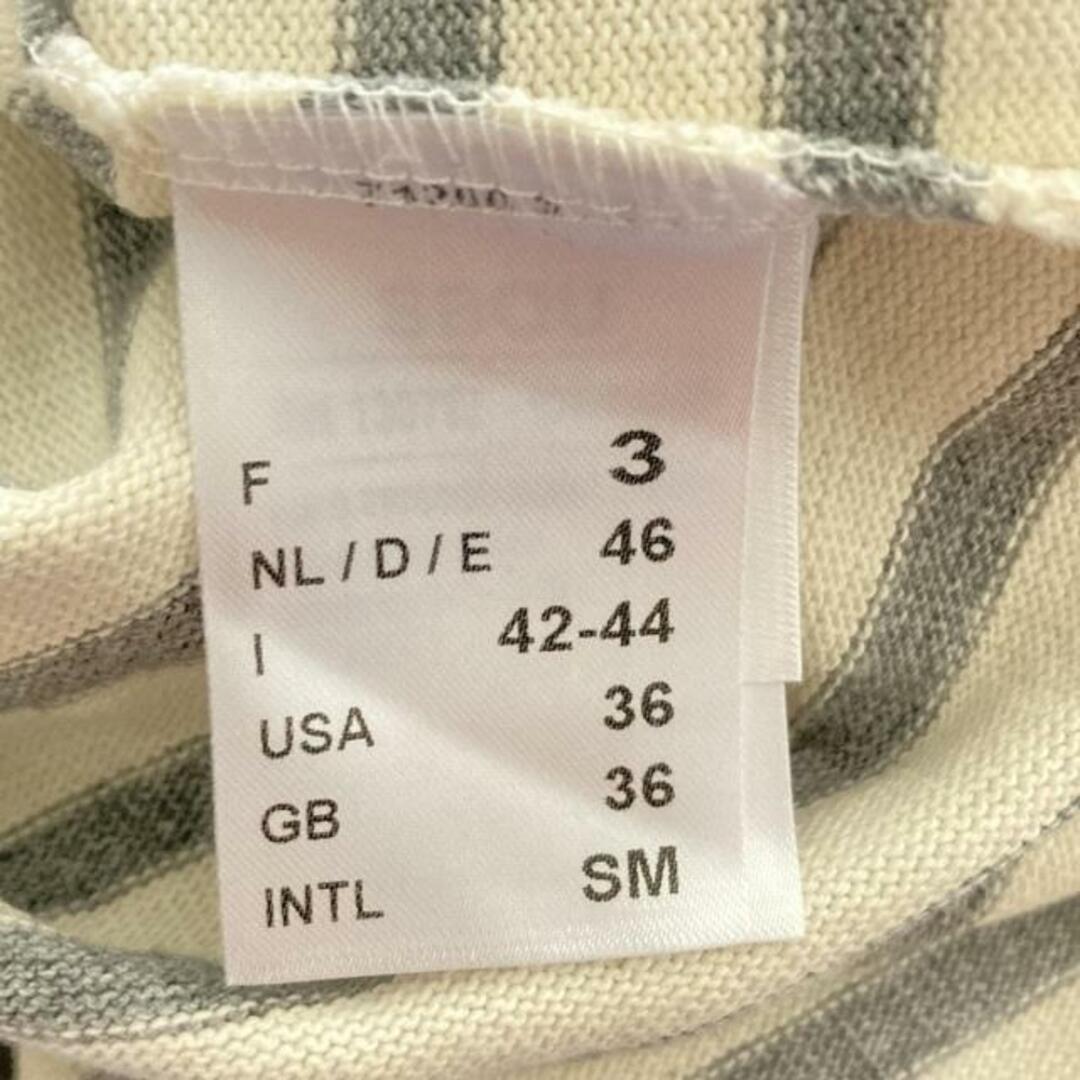 F 3
NL / D / E 46
I 42-44
USA 36
GB 36
INTL SM